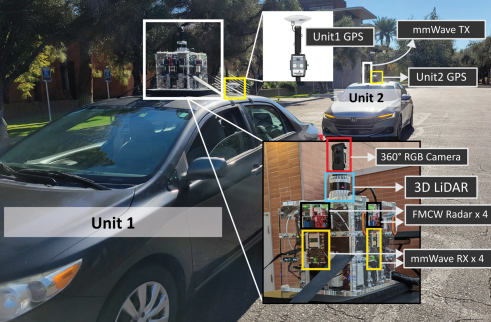 mmWave TX
Unit1 GPS
Unit2 GPS
Unit 2
360° RGB Camera
3D LiDAR
Unit 1
FMCW Radar x 4
mmWave RX x 4